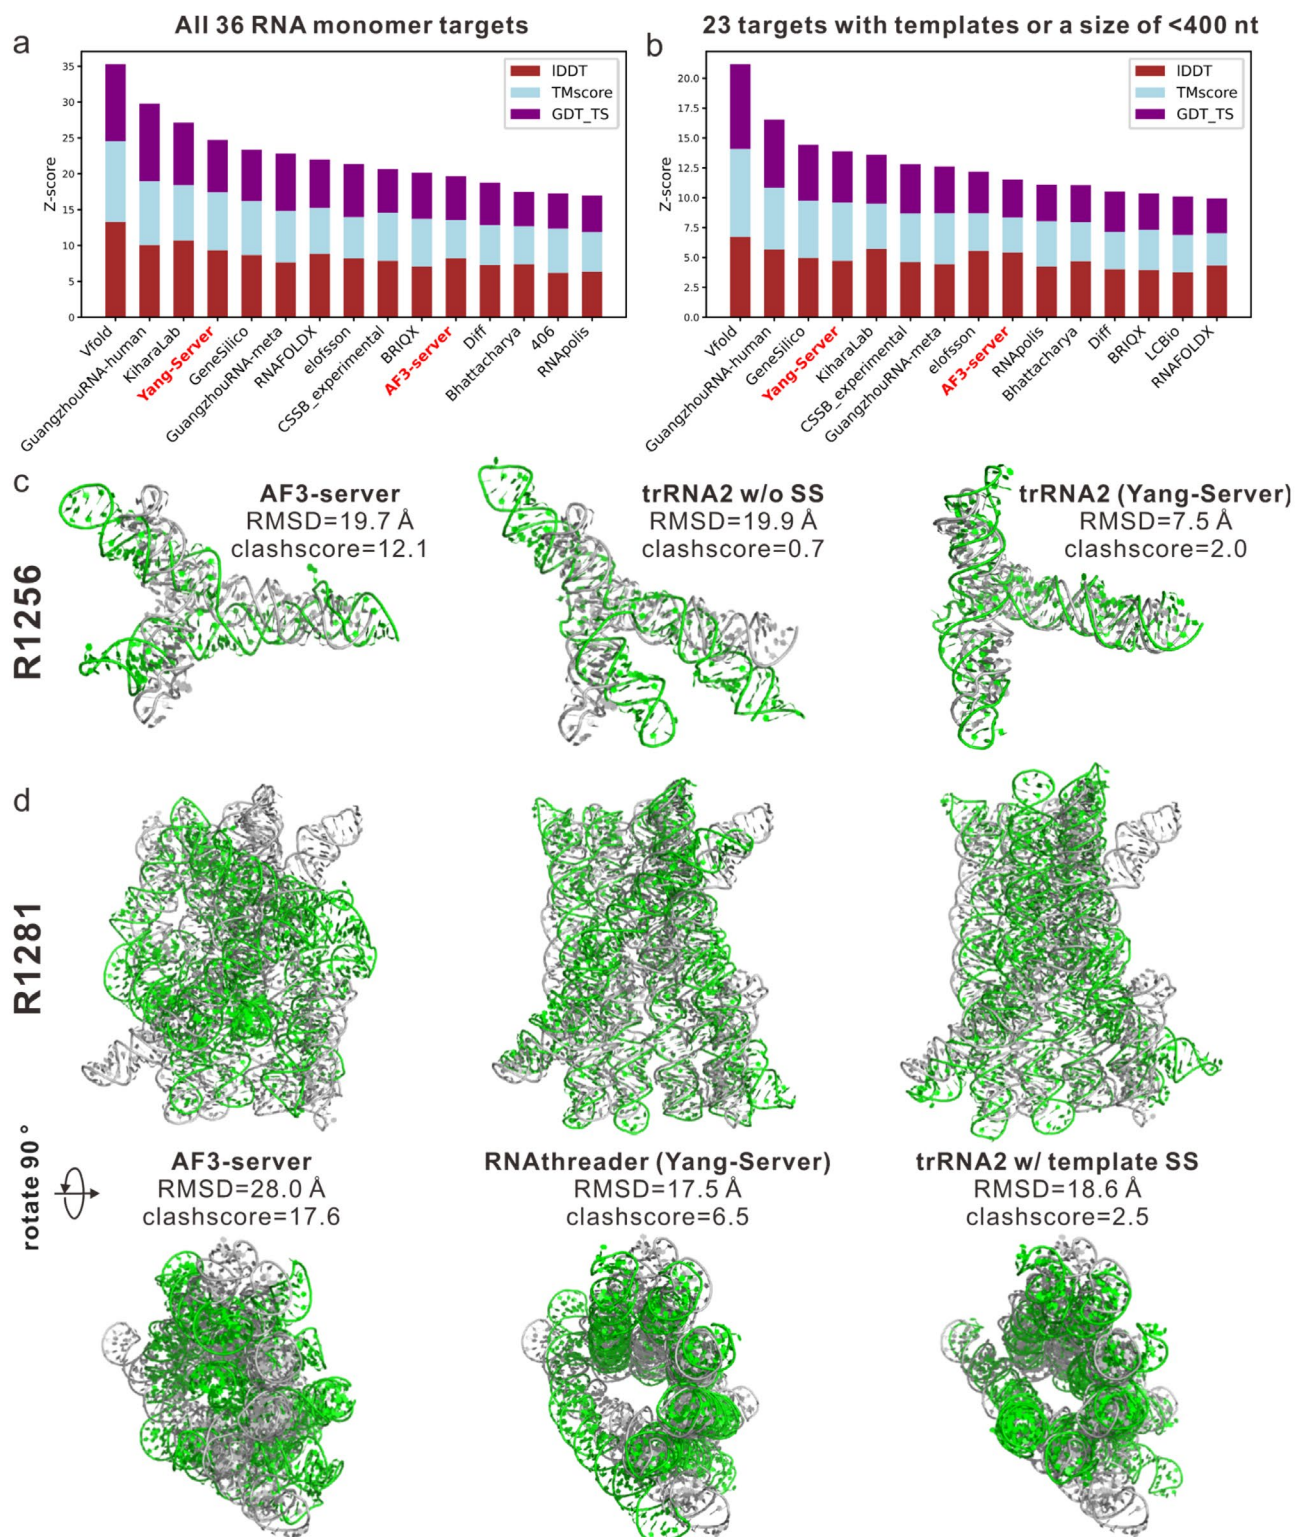 a
All 36 RNA monomer targets
Z-score
35
30
25
20
15
10
5
0
lDDT
TMscore
GDT_TS
Vfold
GuangzhouRNA-human
KiharaLab
Yang-Server
GeneSilico
GuangzhouRNA-meta
RNAFOLDX
elofsson
CSSB_experimental
BRIQX
AF3-server
Diff
Bhattacharya
406
RNApolis
b
23 targets with templates or a size of <400 nt
Z-score
20.0
17.5
15.0
12.5
10.0
7.5
5.0
2.5
0.0
lDDT
TMscore
GDT_TS
Vfold
GuangzhouRNA-human
GeneSilico
Yang-Server
KiharaLab
CSSB_experimental
GuangzhouRNA-meta
elofsson
AF3-server
RNApolis
Bhattacharya
Diff
BRIQX
LCBio
RNAFOLDX
c
R1256
AF3-server
RMSD=19.7 Å
clashscore=12.1
trRNA2 w/o SS
RMSD=19.9 Å
clashscore=0.7
trRNA2 (Yang-Server)
RMSD=7.5 Å
clashscore=2.0
d
R1281
rotate 90 °
AF3-server
RMSD=28.0 Å
clashscore=17.6
RNAthreader (Yang-Server)
RMSD=17.5 Å
clashscore=6.5
trRNA2 w/ template SS
RMSD=18.6 Å
clashscore=2.5